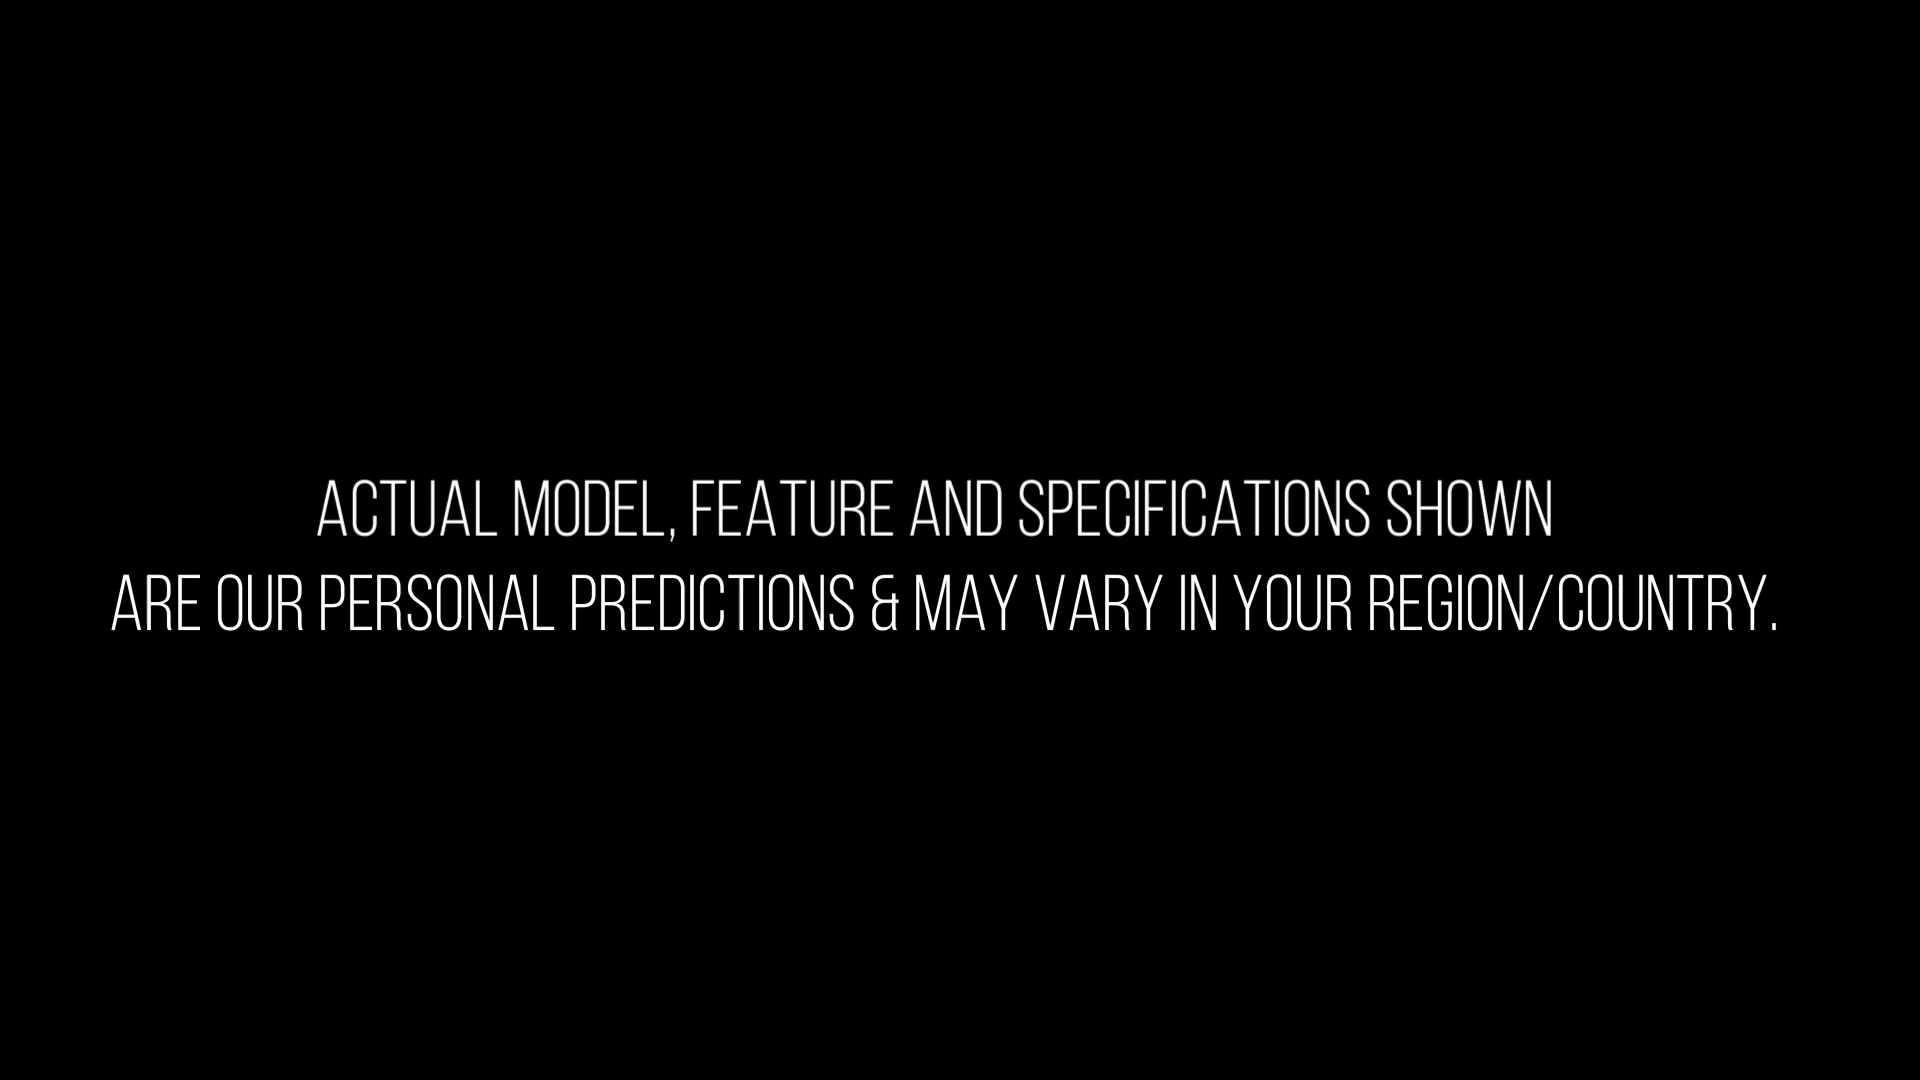 ACTUAL MODEL, FEATURE AND SPECIFICATIONS SHOWN
ARE OUR PERSONAL PREDICTIONS & MAY VARY IN YOUR REGION/COUNTRY.